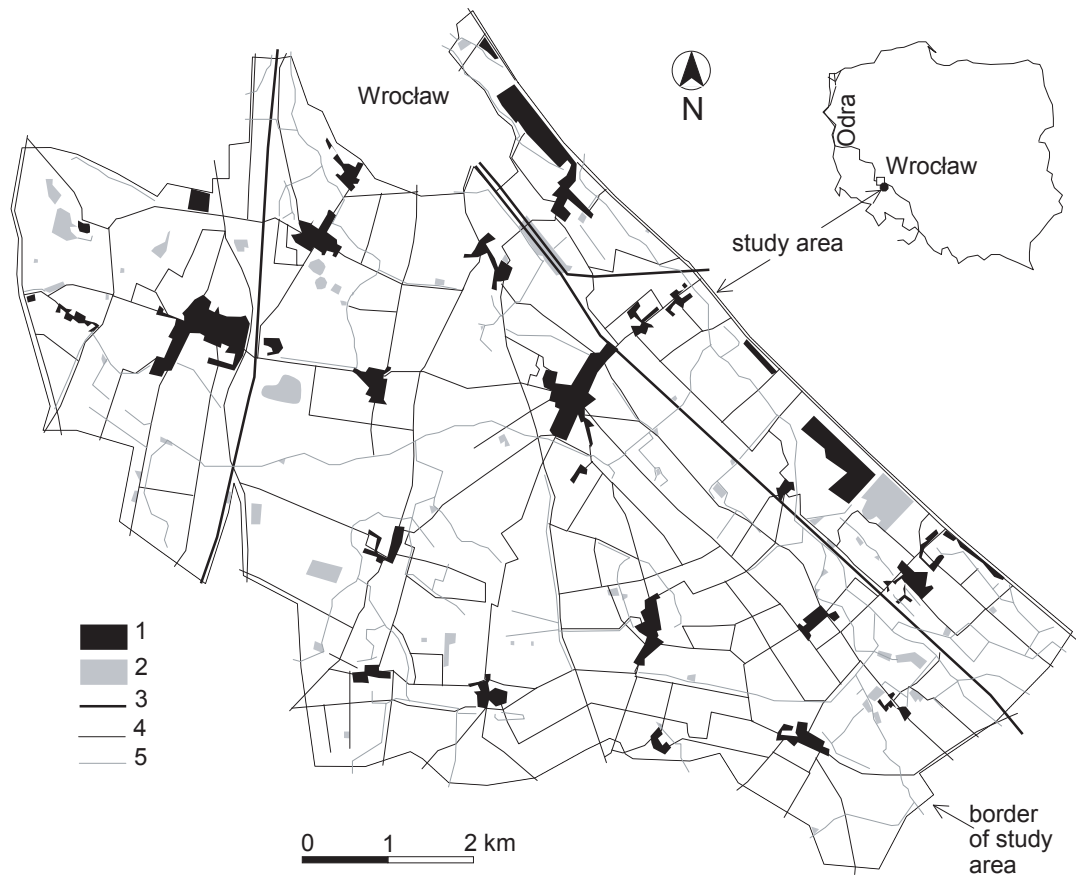 Wrocław
N
Odra
Wrocław
study area
1
2
3
4
5
0 1 2 km
border
of study
area